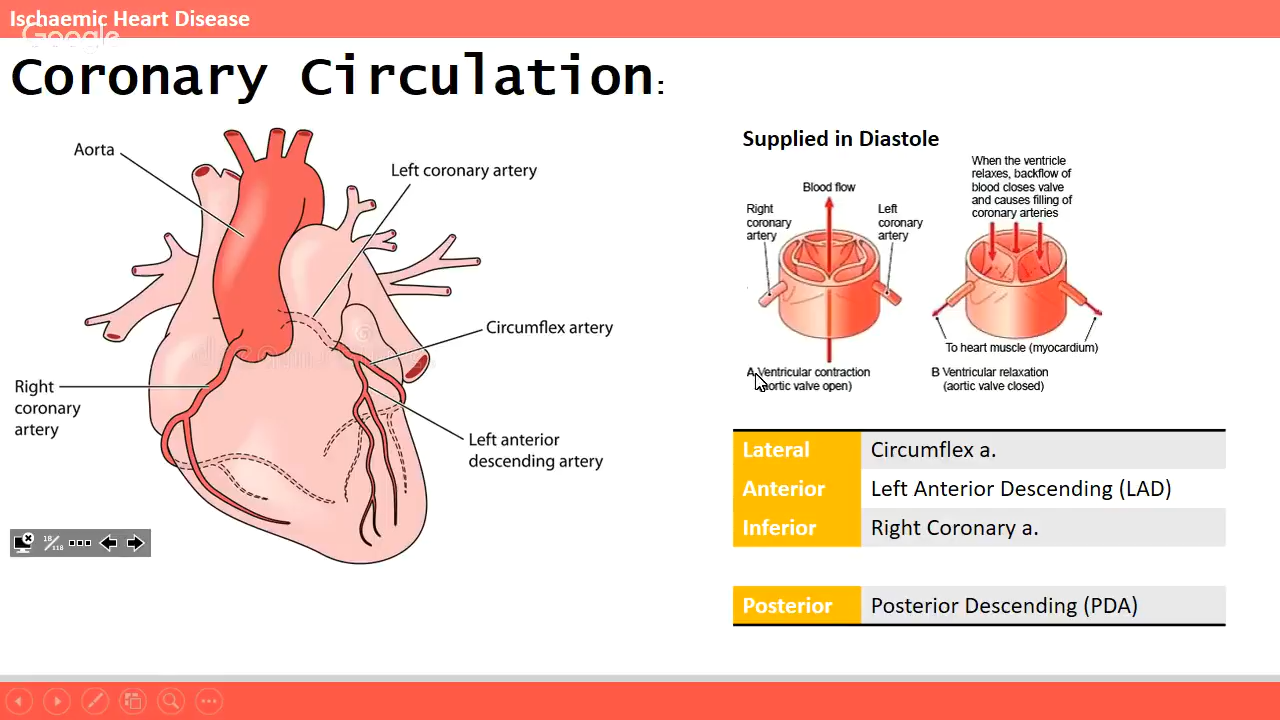 Ischaemic Heart Disease
Google
Coronary Circulation:
Aorta
Left coronary artery
Circumflex artery
Right
coronary
artery
Left anterior
descending artery
18/118
Supplied in Diastole
Blood flow
Right
coronary
artery
Left
coronary
artery
When the ventricle
relaxes, backflow of
blood closes valve
and causes filling of
coronary arteries
To heart muscle (myocardium)
A Ventricular contraction
(aortic valve open)
B Ventricular relaxation
(aortic valve closed)
Lateral Circumflex a.
Anterior Left Anterior Descending (LAD)
Inferior Right Coronary a.
Posterior Posterior Descending (PDA)